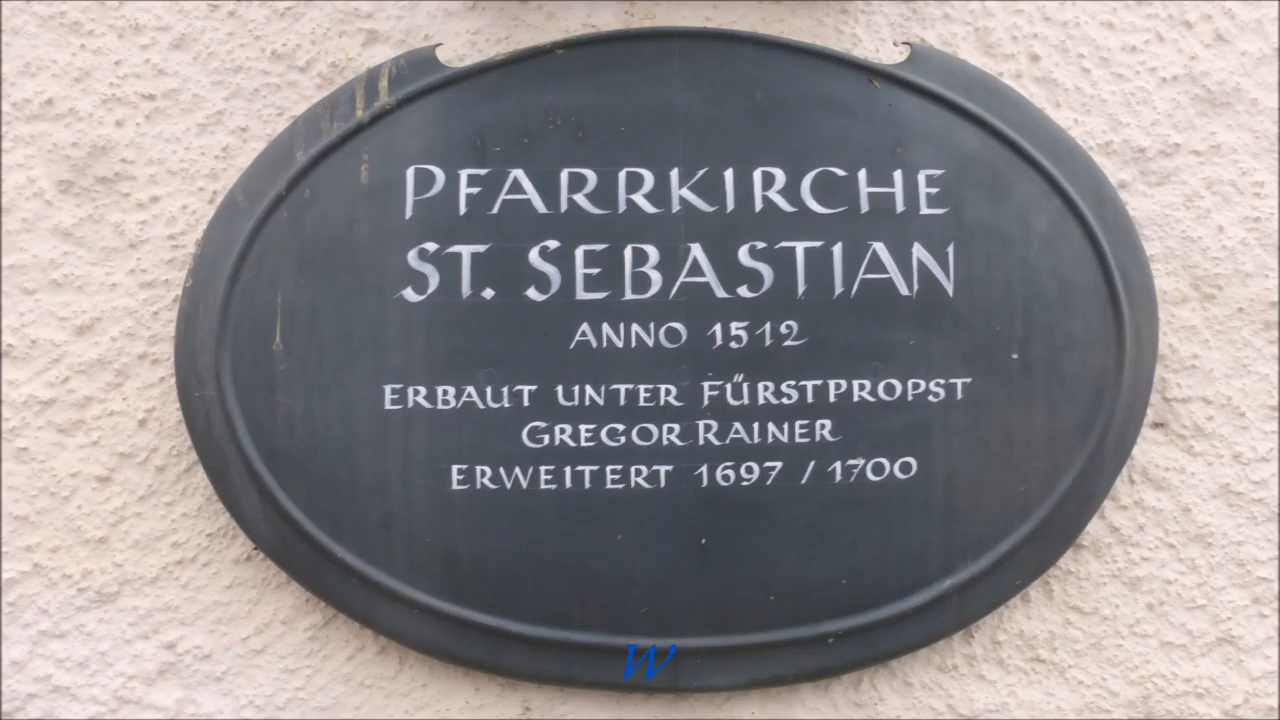 PFARRKIRCHE
ST. SEBASTIAN
ANNO 1512
ERBAUT UNTER FÜRSTPROPST
GREGOR RAINER
ERWEITERT 1697 / 1700
W